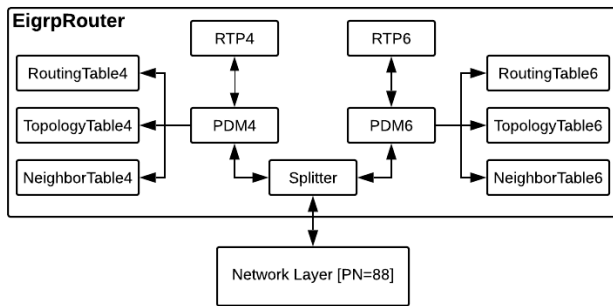 EigrpRouter
RTP4
RTP6
RoutingTable4
RoutingTable6
TopologyTable4
PDM4
PDM6
TopologyTable6
NeighborTable4
Splitter
NeighborTable6
Network Layer [PN=88]